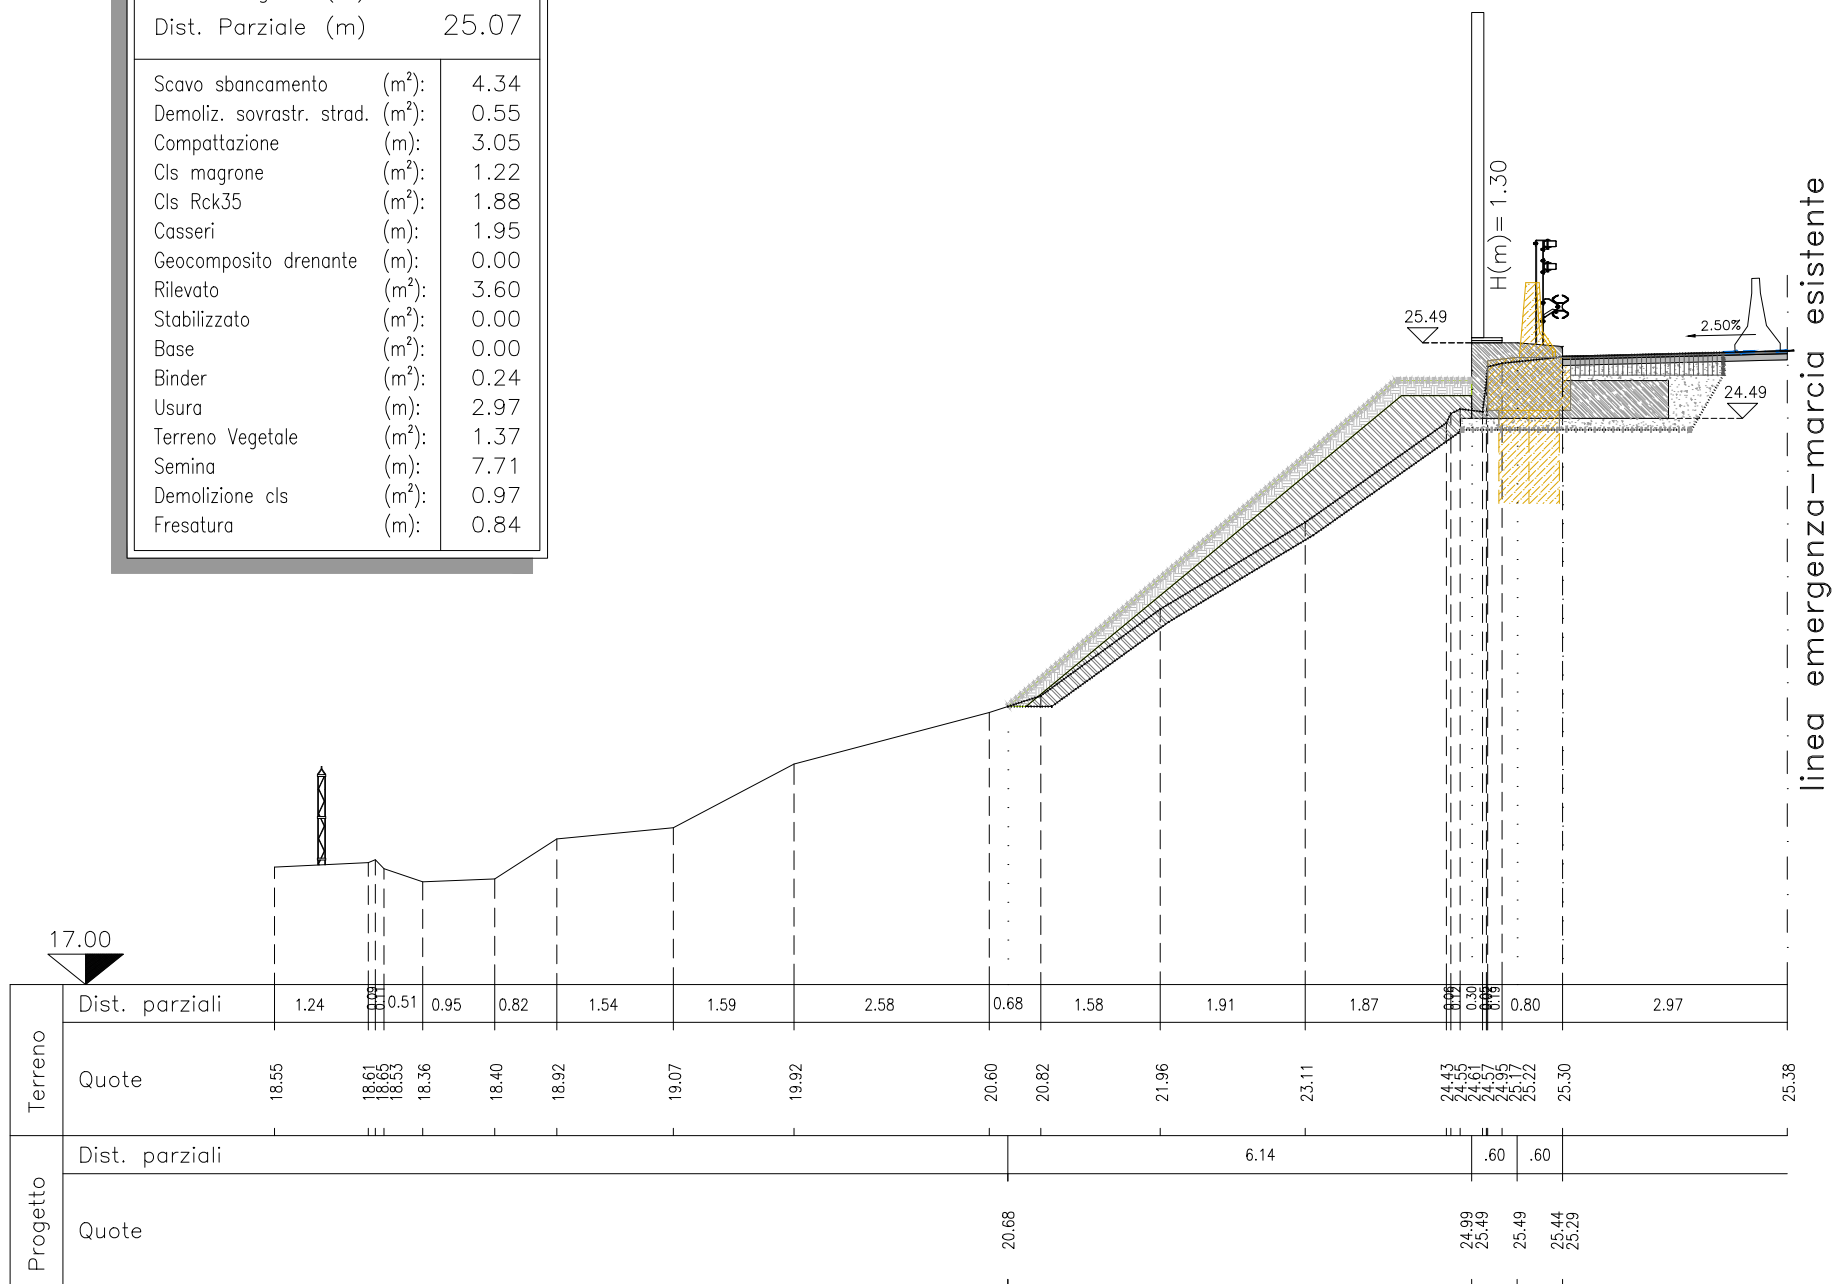 Dist. Parziale (m) 25.07
Scavo sbancamento (m²): 4.34
Demoliz. sovrastr. strad. (m²): 0.55
Compattazione (m): 3.05
Cls magrone (m²): 1.22
Cls Rck35 (m²): 1.88
Casseri (m): 1.95
Geocomposito drenante (m): 0.00
Rilevato (m²): 3.60
Stabilizzato (m²): 0.00
Base (m²): 0.00
Binder (m²): 0.24
Usura (m): 2.97
Terreno Vegetale (m²): 1.37
Semina (m): 7.71
Demolizione cls (m²): 0.97
Fresatura (m): 0.84
H(m)= 1.30
25.49
2.50%
24.49
linea emergenza-marcia esistente
17.00
Terreno
Dist. parziali 1.24 0.09 0.11 0.51 0.95 0.82 1.54 1.59 2.58 0.68 1.58 1.91 1.87 0.12 0.30 0.19 0.80 2.97
Quote 18.55 18.61 18.65 18.53 18.36 18.40 18.92 19.07 19.92 20.60 20.82 21.96 23.11 24.43 24.55 24.61 24.57 24.95 25.17 25.22 25.30 25.38
Progetto
Dist. parziali 6.14 .60 .60
Quote 20.68 24.99 25.49 25.49 25.44 25.29